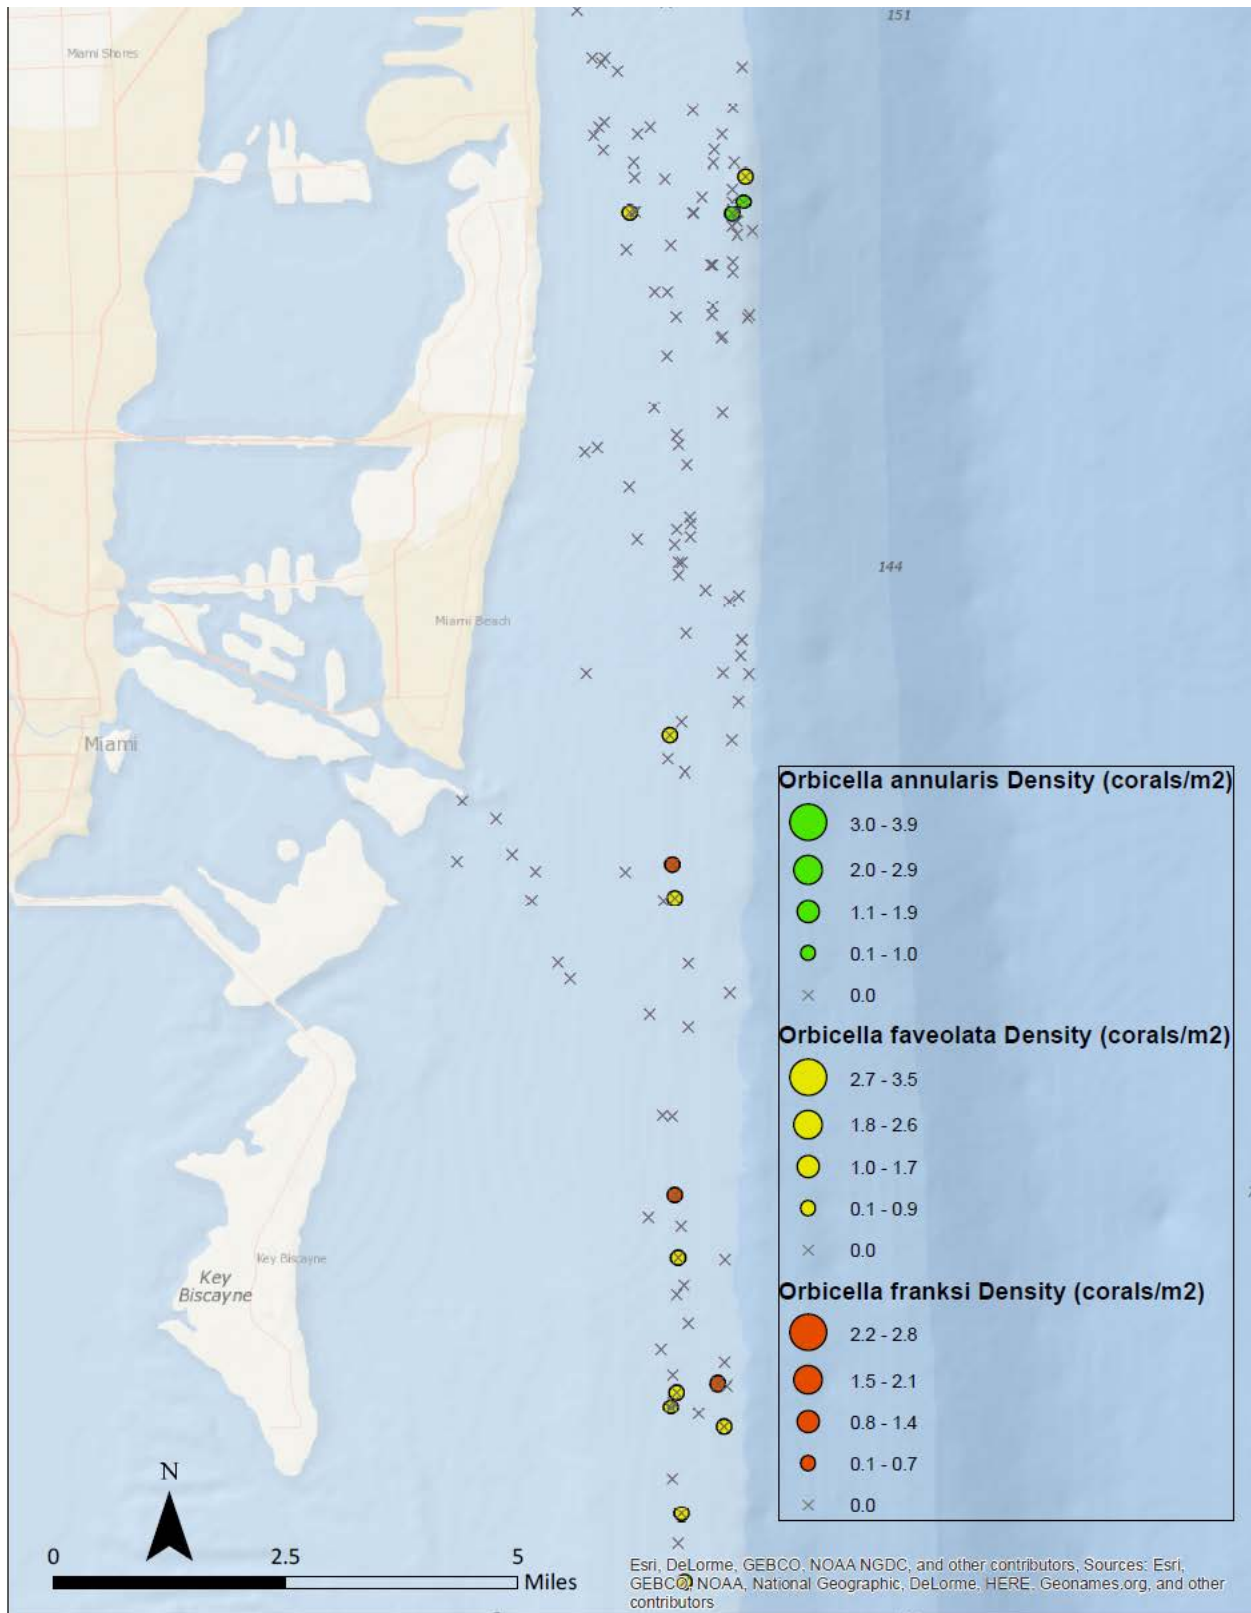 151
Miami Shores
144
Miami Beach
Miami
Orbicella annularis Density (corals/m2)
3.0 - 3.9
2.0 - 2.9
1.1 - 1.9
0.1 - 1.0
0.0
Orbicella faveolata Density (corals/m2)
2.7 - 3.5
1.8 - 2.6
1.0 - 1.7
0.1 - 0.9
0.0
Key Biscayne
Key
Biscayne
Orbicella franksi Density (corals/m2)
2.2 - 2.8
1.5 - 2.1
0.8 - 1.4
0.1 - 0.7
0.0
N
0 2.5 5
Miles
Esri, DeLorme, GEBCO, NOAA NGDC, and other contributors, Sources: Esri,
GEBCO, NOAA, National Geographic, DeLorme, HERE, Geonames.org, and other
contributors